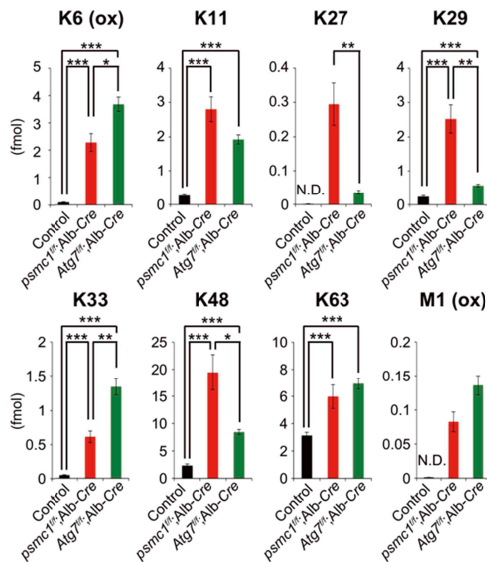 K6 (ox)
K11
K27
K29
***
***
*
***
***
**
***
***
**
(fmol)
5
4
3
2
1
0
4
3
2
1
0
0.4
0.3
0.2
0.1
0
N.D.
4
3
2
1
0
Control
psmc1f/f;Alb-Cre
Atg7f/f;Alb-Cre
Control
psmc1f/f;Alb-Cre
Atg7f/f;Alb-Cre
Control
psmc1f/f;Alb-Cre
Atg7f/f;Alb-Cre
Control
psmc1f/f;Alb-Cre
Atg7f/f;Alb-Cre
K33
K48
K63
M1 (ox)
***
***
**
***
***
*
***
***
(fmol)
2
1.5
1
0.5
0
25
20
15
10
5
0
10
8
6
4
2
0
0.2
0.15
0.1
0.05
0
N.D.
Control
psmc1f/f;Alb-Cre
Atg7f/f;Alb-Cre
Control
psmc1f/f;Alb-Cre
Atg7f/f;Alb-Cre
Control
psmc1f/f;Alb-Cre
Atg7f/f;Alb-Cre
Control
psmc1f/f;Alb-Cre
Atg7f/f;Alb-Cre